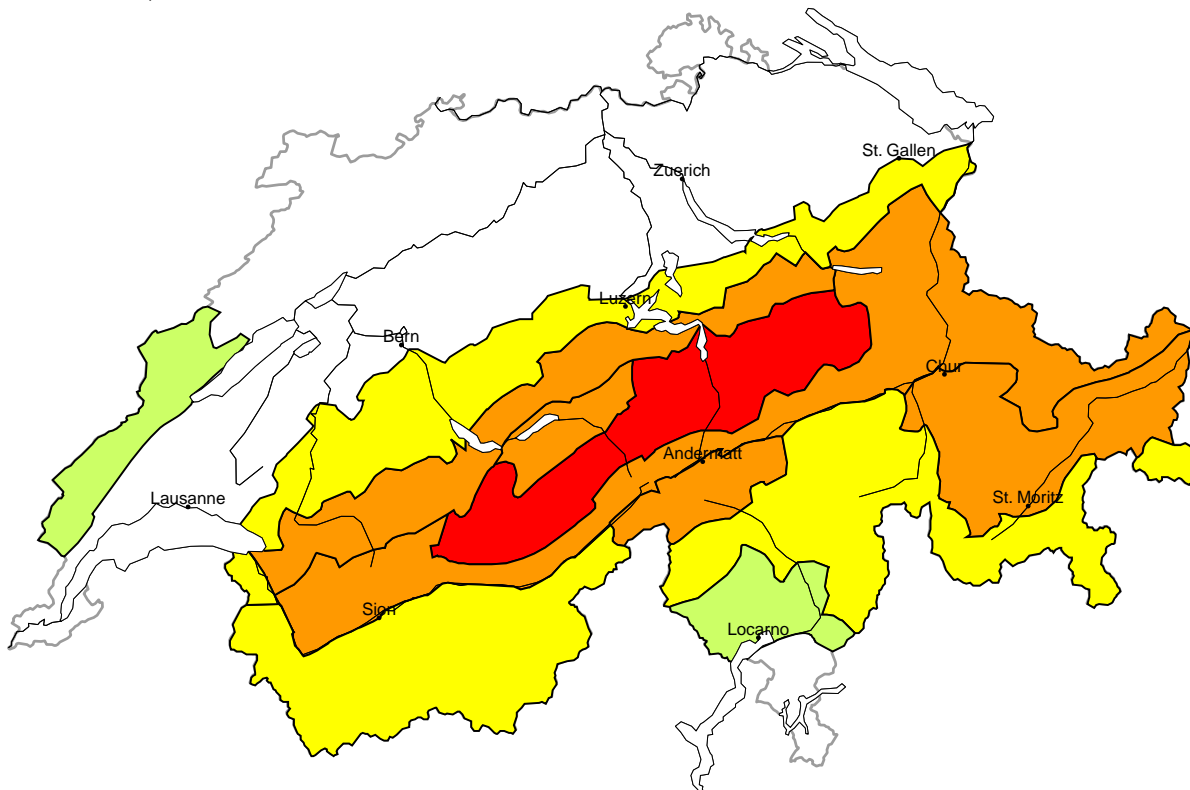 St. Gallen
Zuerich
Luzern
Bern
Chur
Andermatt
Lausanne
St. Moritz
Sion
Locarno